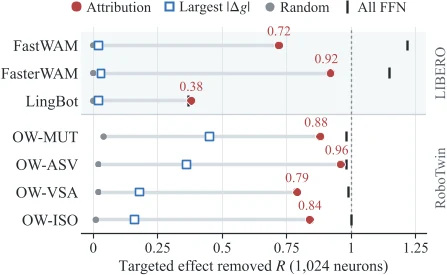 Attribution Largest |Δg| Random All FFN
0.72
FastWAM
0.92
FasterWAM
0.38
LingBot
LIBERO
0.88
OW-MUT
0.96
OW-ASV
0.79
OW-VSA
0.84
OW-ISO
RoboTwin
0 0.25 0.5 0.75 1 1.25
Targeted effect removed R (1,024 neurons)